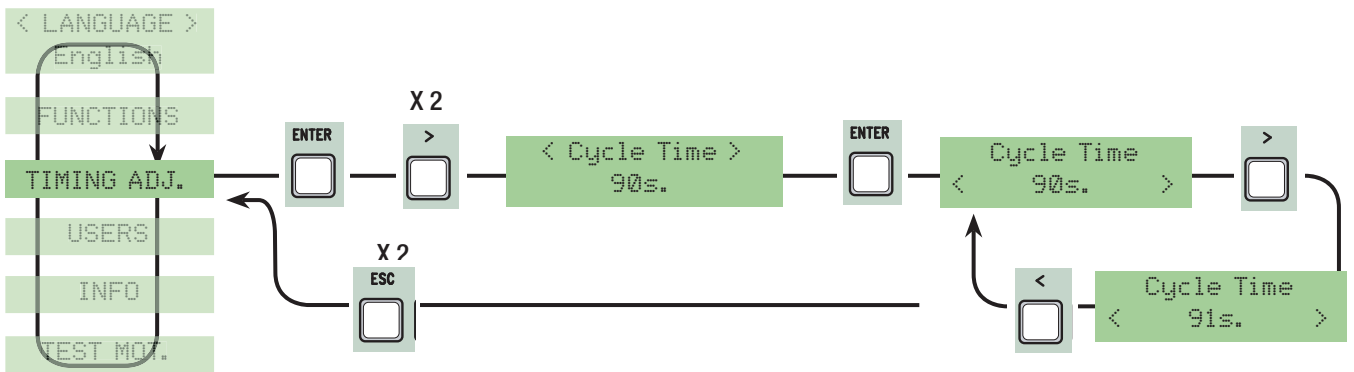 < LANGUAGE >
English
FUNCTIONS
TIMING ADJ.
USERS
INFO
TEST MOT.
ENTER
X 2
>
< Cycle Time >
90s.
ENTER
Cycle Time
< 90s. >
>
X 2
ESC
<
Cycle Time
< 91s. >